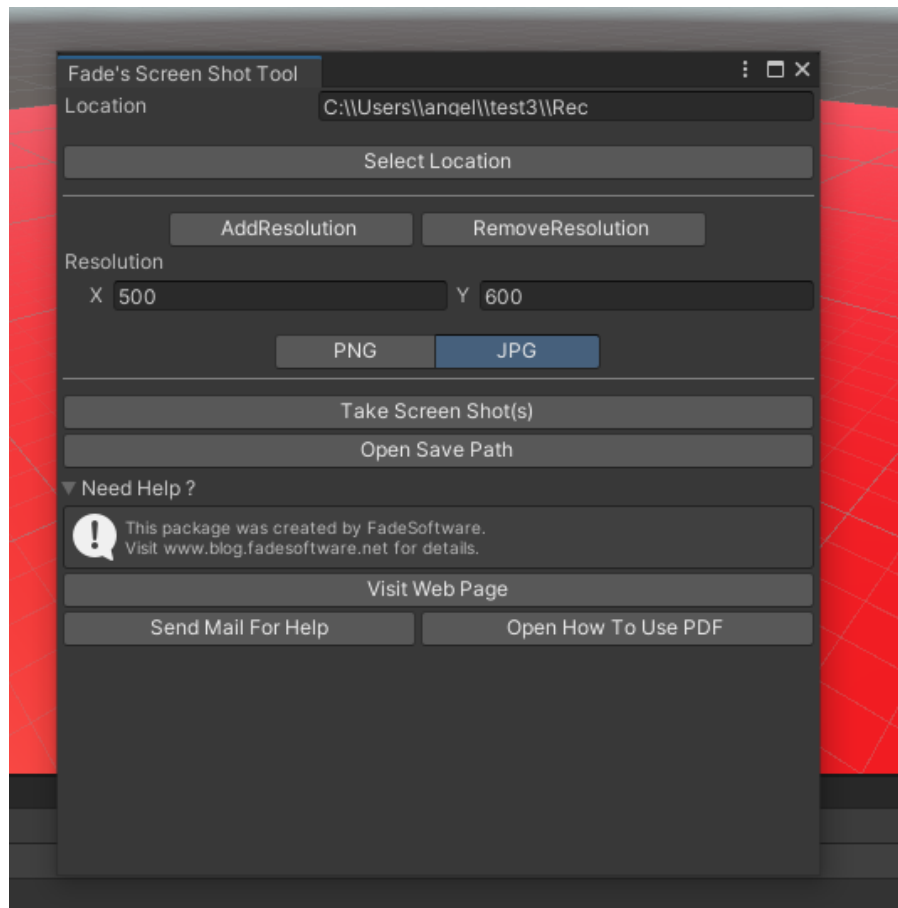 Fade's Screen Shot Tool
Location C:\\Users\\angel\\test3\\Rec
Select Location
AddResolution RemoveResolution
Resolution
X 500 Y 600
PNG JPG
Take Screen Shot(s)
Open Save Path
Need Help ?
This package was created by FadeSoftware.
Visit www.blog.fadesoftware.net for details.
Visit Web Page
Send Mail For Help Open How To Use PDF